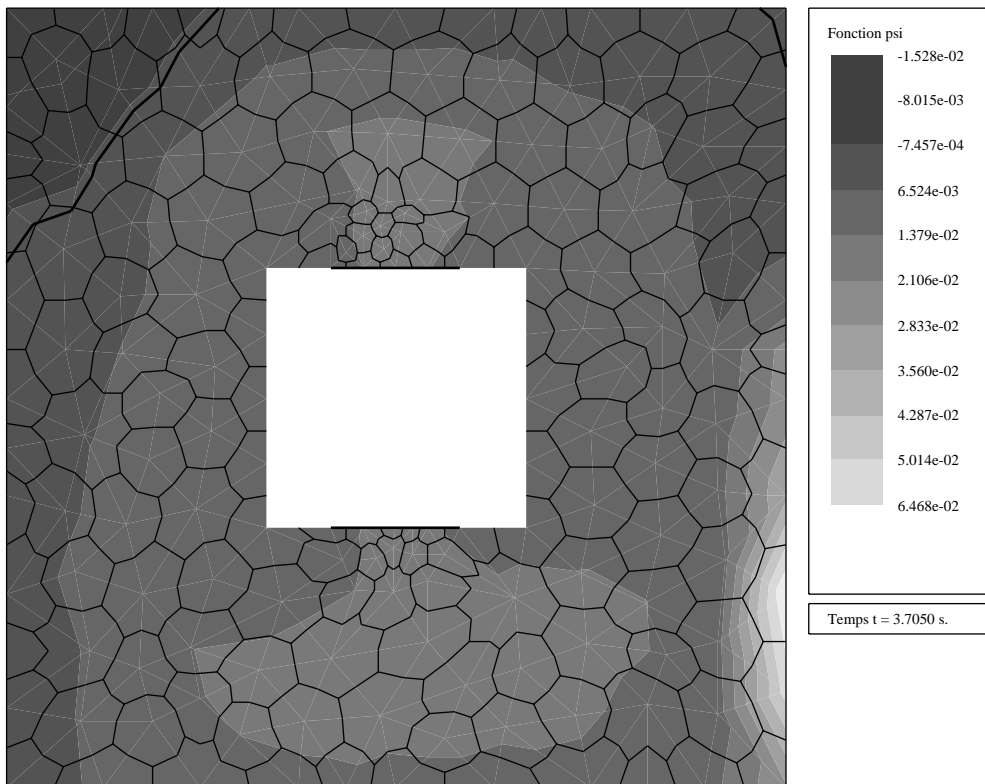 Fonction psi
-1.528e-02
-8.015e-03
-7.457e-04
6.524e-03
1.379e-02
2.106e-02
2.833e-02
3.560e-02
4.287e-02
5.014e-02
6.468e-02
Temps t = 3.7050 s.